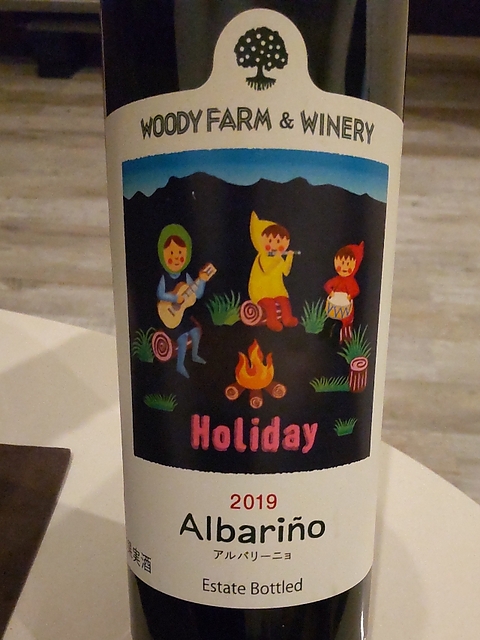 WOODY FARM & WINERY
Holiday
2019
Albariño
アルバリーニョ
果実酒
Estate Bottled